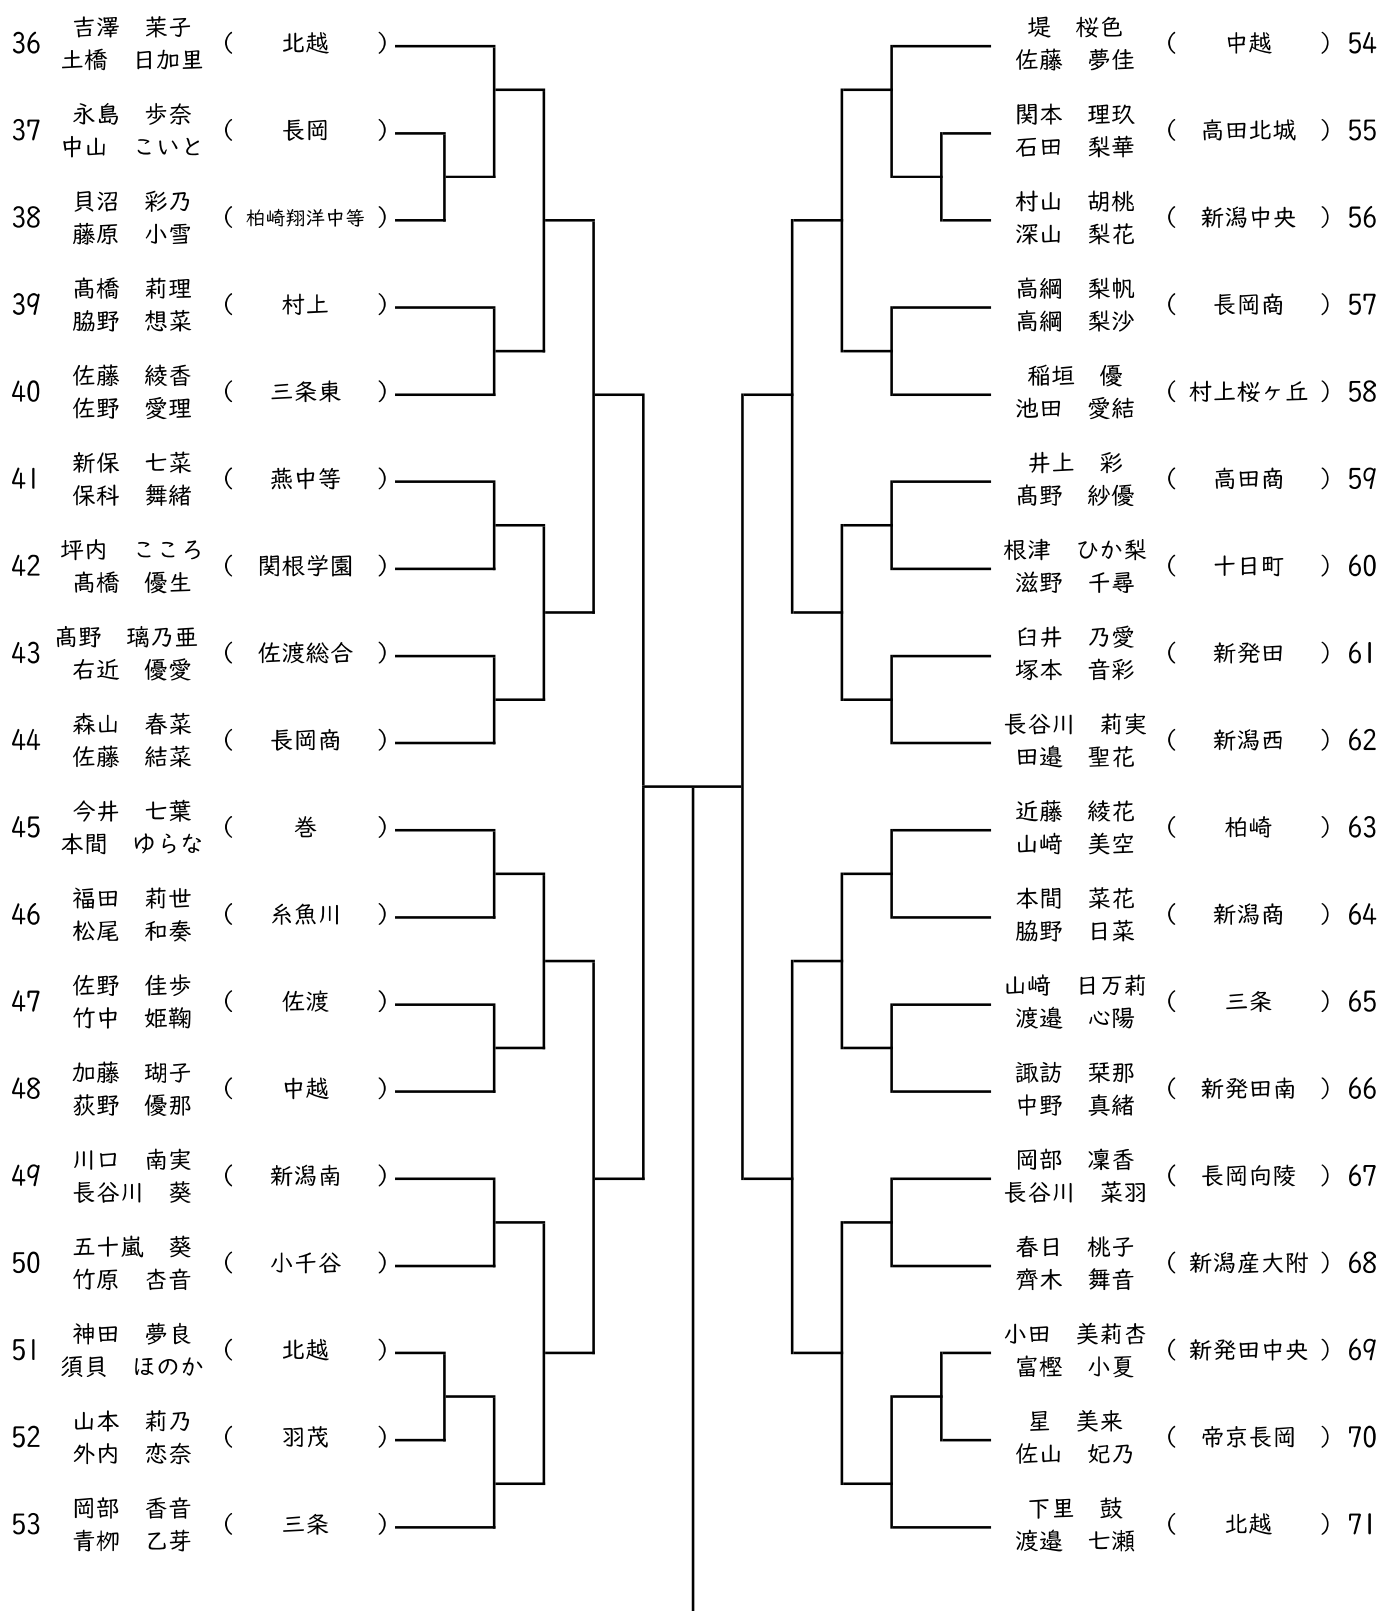 36 吉澤 茉子 土橋 日加里 ( 北越 )
37 永島 歩奈 中山 こいと ( 長岡 )
38 貝沼 彩乃 藤原 小雪 ( 柏崎翔洋中等 )
39 髙橋 莉理 脇野 想菜 ( 村上 )
40 佐藤 綾香 佐野 愛理 ( 三条東 )
41 新保 七菜 保科 舞緒 ( 燕中等 )
42 坪内 こころ 髙橋 優生 ( 関根学園 )
43 髙野 璃乃亜 右近 優愛 ( 佐渡総合 )
44 森山 春菜 佐藤 結菜 ( 長岡商 )
45 今井 七葉 本間 ゆらな ( 巻 )
46 福田 莉世 松尾 和奏 ( 糸魚川 )
47 佐野 佳歩 竹中 姫鞠 ( 佐渡 )
48 加藤 瑚子 荻野 優那 ( 中越 )
49 川口 南実 長谷川 葵 ( 新潟南 )
50 五十嵐 葵 竹原 杏音 ( 小千谷 )
51 神田 夢良 須貝 ほのか ( 北越 )
52 山本 莉乃 外内 恋奈 ( 羽茂 )
53 岡部 香音 青栁 乙芽 ( 三条 )
堤 桜色 佐藤 夢佳 ( 中越 ) 54
関本 理玖 石田 梨華 ( 高田北城 ) 55
村山 胡桃 深山 梨花 ( 新潟中央 ) 56
高綱 梨帆 高綱 梨沙 ( 長岡商 ) 57
稲垣 優 池田 愛結 ( 村上桜ヶ丘 ) 58
井上 彩 髙野 紗優 ( 高田商 ) 59
根津 ひか梨 滋野 千尋 ( 十日町 ) 60
臼井 乃愛 塚本 音彩 ( 新発田 ) 61
長谷川 莉実 田邉 聖花 ( 新潟西 ) 62
近藤 綾花 山﨑 美空 ( 柏崎 ) 63
本間 菜花 脇野 日菜 ( 新潟商 ) 64
山﨑 日万莉 渡邉 心陽 ( 三条 ) 65
諏訪 栞那 中野 真緒 ( 新発田南 ) 66
岡部 凜香 長谷川 菜羽 ( 長岡向陵 ) 67
春日 桃子 齊木 舞音 ( 新潟産大附 ) 68
小田 美莉杏 富樫 小夏 ( 新発田中央 ) 69
星 美来 佐山 妃乃 ( 帝京長岡 ) 70
下里 鼓 渡邉 七瀬 ( 北越 ) 71